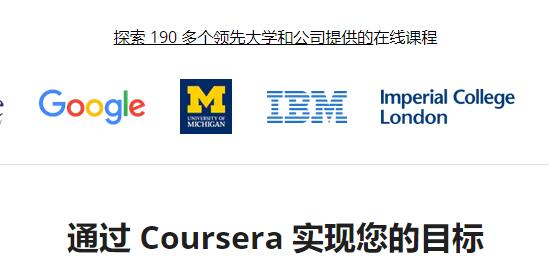 探索 190 多个领先大学和公司提供的在线课程
Google
M
UNIVERSITY OF
MICHIGAN
IBM
Imperial College
London
通过 Coursera 实现您的目标